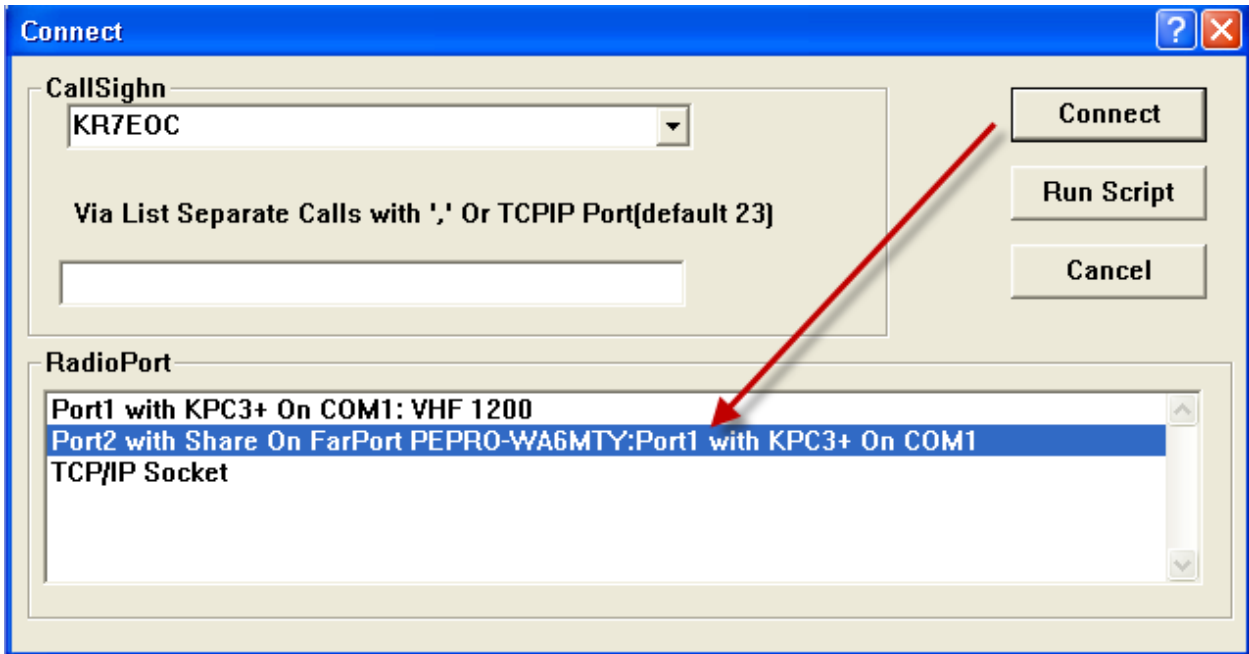 Connect
?
CallSighn
KR7EOC
Connect
Run Script
Via List Separate Calls with ',' Or TCPIP Port(default 23)
Cancel
RadioPort
Port1 with KPC3+ On COM1: VHF 1200
Port2 with Share On FarPort PEPRO-WA6MTY:Port1 with KPC3+ On COM1
TCP/IP Socket